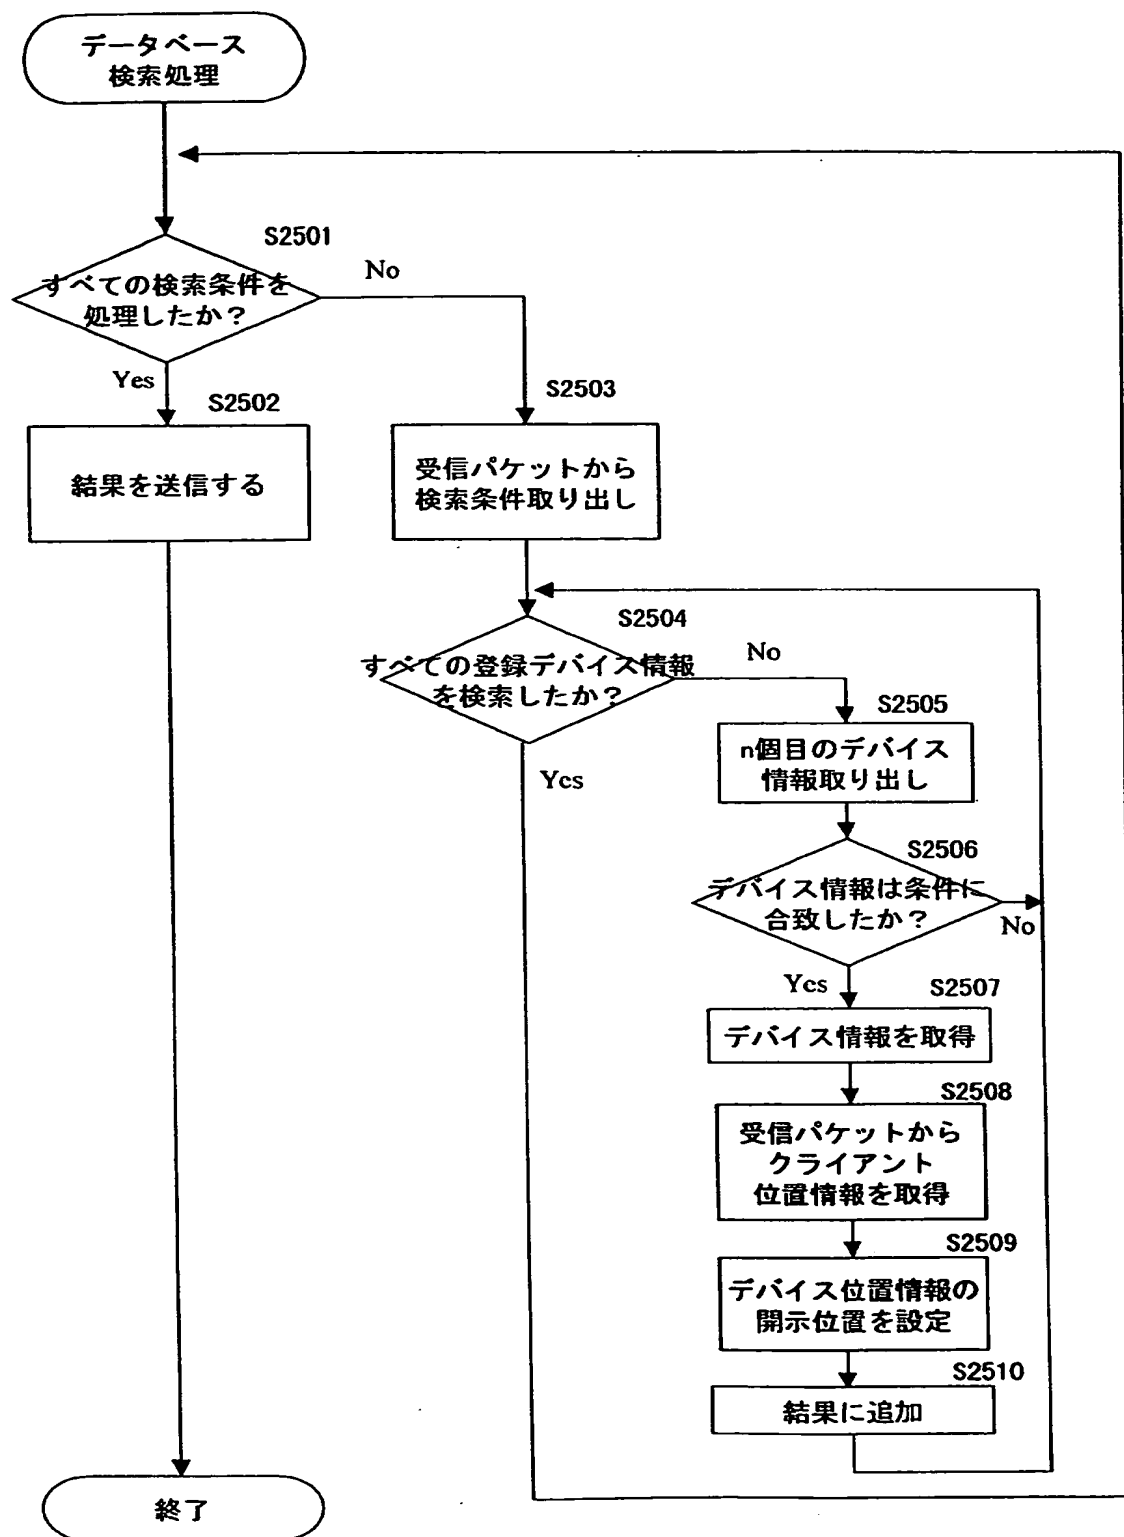 データベース
検索処理
S2501
すべての検索条件を
処理したか?
No
Yes
S2502
結果を送信する
S2503
受信パケットから
検索条件取り出し
S2504
すべての登録デバイス情報
を検索したか?
No
Yes
S2505
n個目のデバイス
情報取り出し
S2506
デバイス情報は条件に
合致したか?
No
Yes
S2507
デバイス情報を取得
S2508
受信パケットから
クライアント
位置情報を取得
S2509
デバイス位置情報の
開示位置を設定
S2510
結果に追加
終了